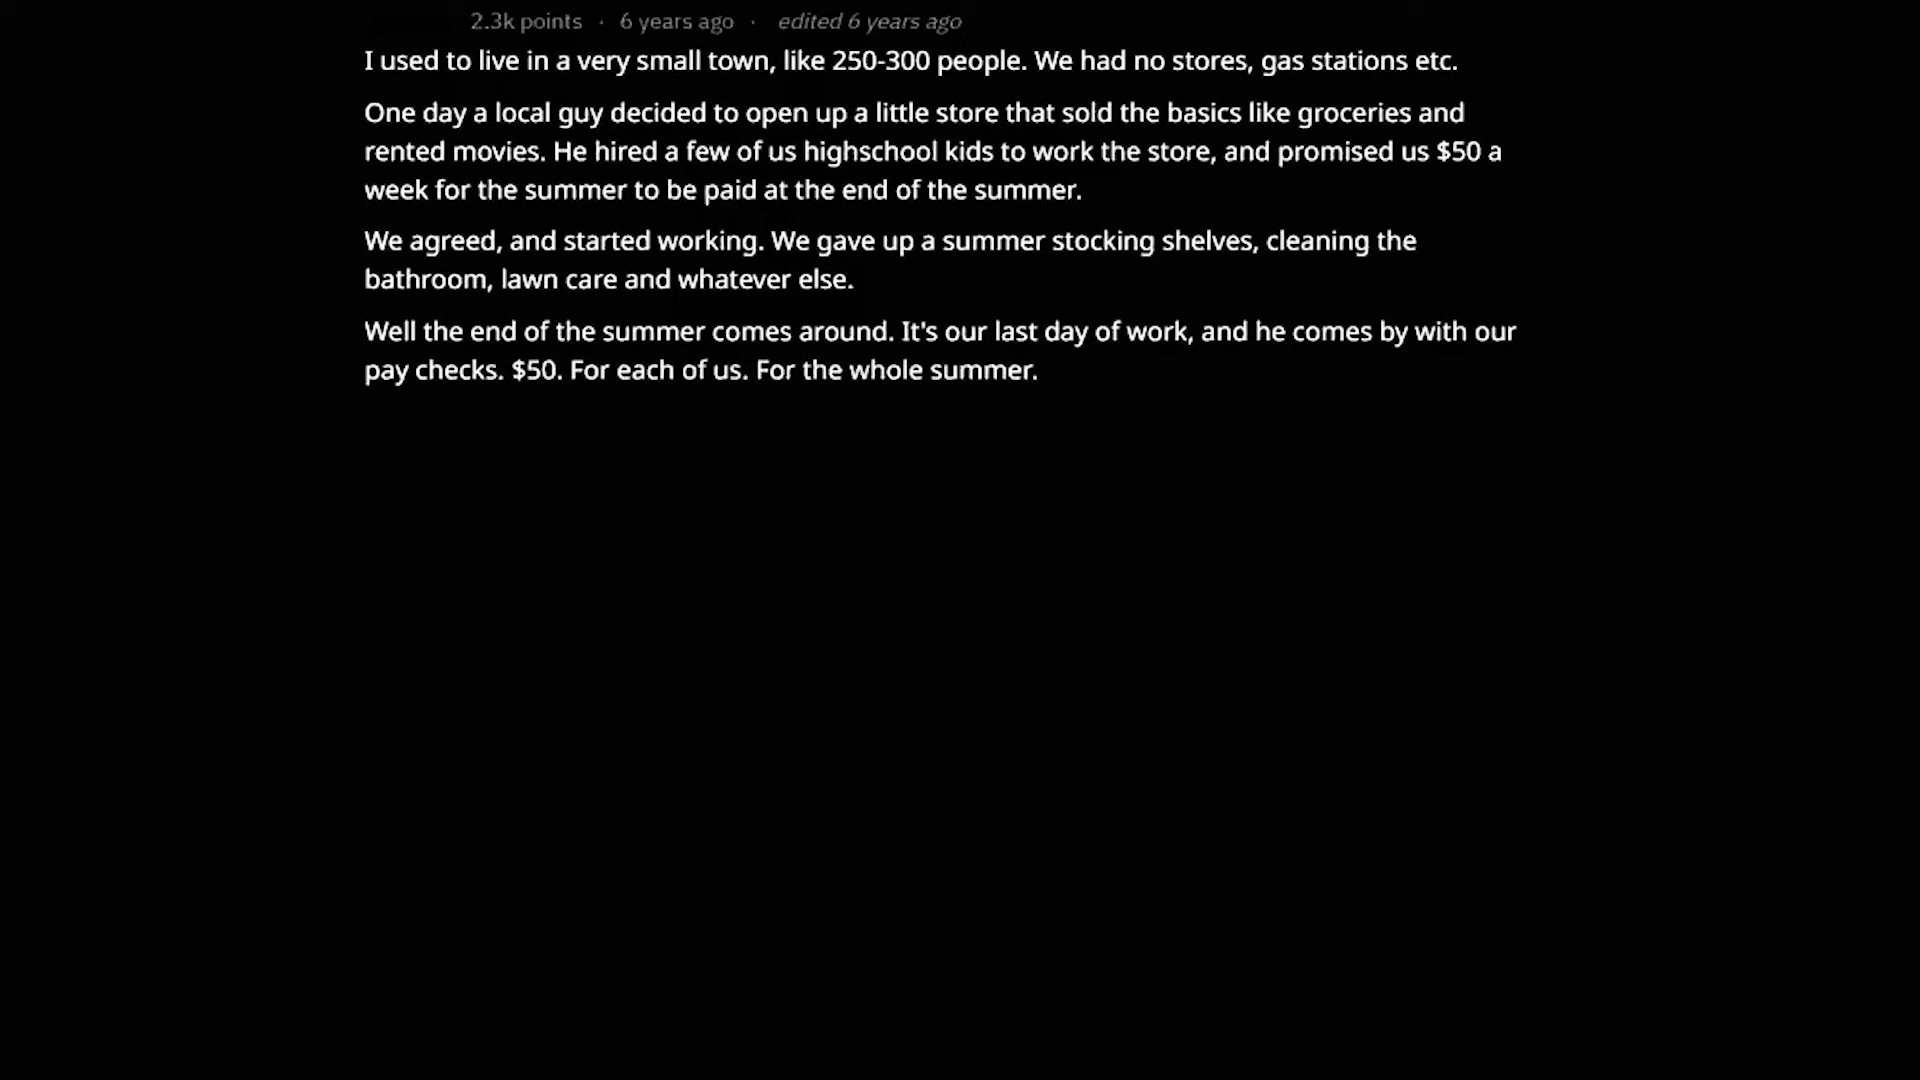 2.3k points · 6 years ago · edited 6 years ago
I used to live in a very small town, like 250-300 people. We had no stores, gas stations etc.
One day a local guy decided to open up a little store that sold the basics like groceries and
rented movies. He hired a few of us highschool kids to work the store, and promised us $50 a
week for the summer to be paid at the end of the summer.
We agreed, and started working. We gave up a summer stocking shelves, cleaning the
bathroom, lawn care and whatever else.
Well the end of the summer comes around. It's our last day of work, and he comes by with our
pay checks. $50. For each of us. For the whole summer.